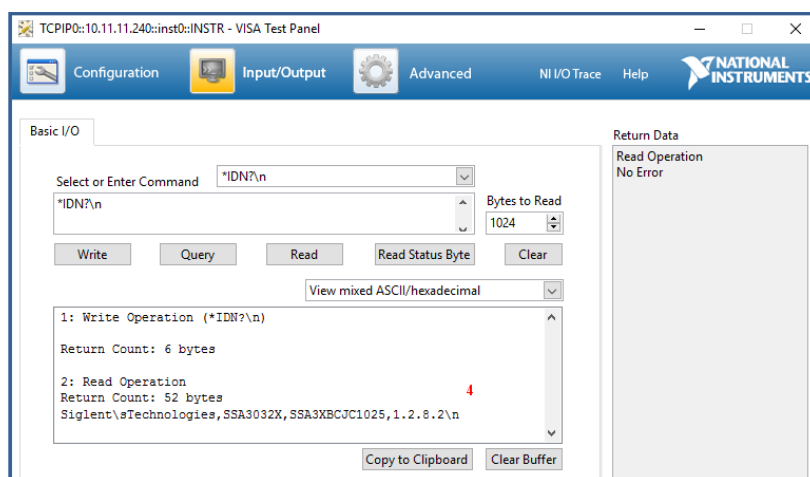 TCPIP0::10.11.11.240::inst0::INSTR - VISA Test Panel
Configuration Input/Output Advanced NI I/O Trace Help NATIONAL INSTRUMENTS
Basic I/O
Select or Enter Command *IDN?\n
*IDN?\n
Bytes to Read
1024
Write Query Read Read Status Byte Clear
View mixed ASCII/hexadecimal
1: Write Operation (*IDN?\n)
Return Count: 6 bytes
2: Read Operation
4
Return Count: 52 bytes
Siglent\sTechnologies,SSA3032X,SSA3XBCJC1025,1.2.8.2\n
Copy to Clipboard Clear Buffer
Return Data
Read Operation
No Error